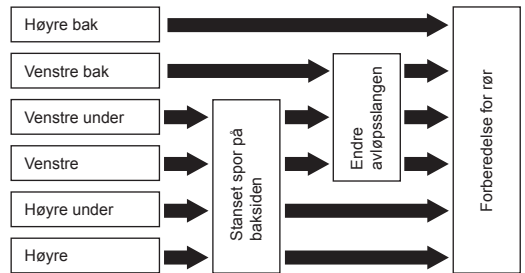 Høyre bak
Venstre bak
Venstre under
Venstre
Høyre under
Høyre
Stanset spor på
baksiden
Endre
avløpsslangen
Forberedelse for rør